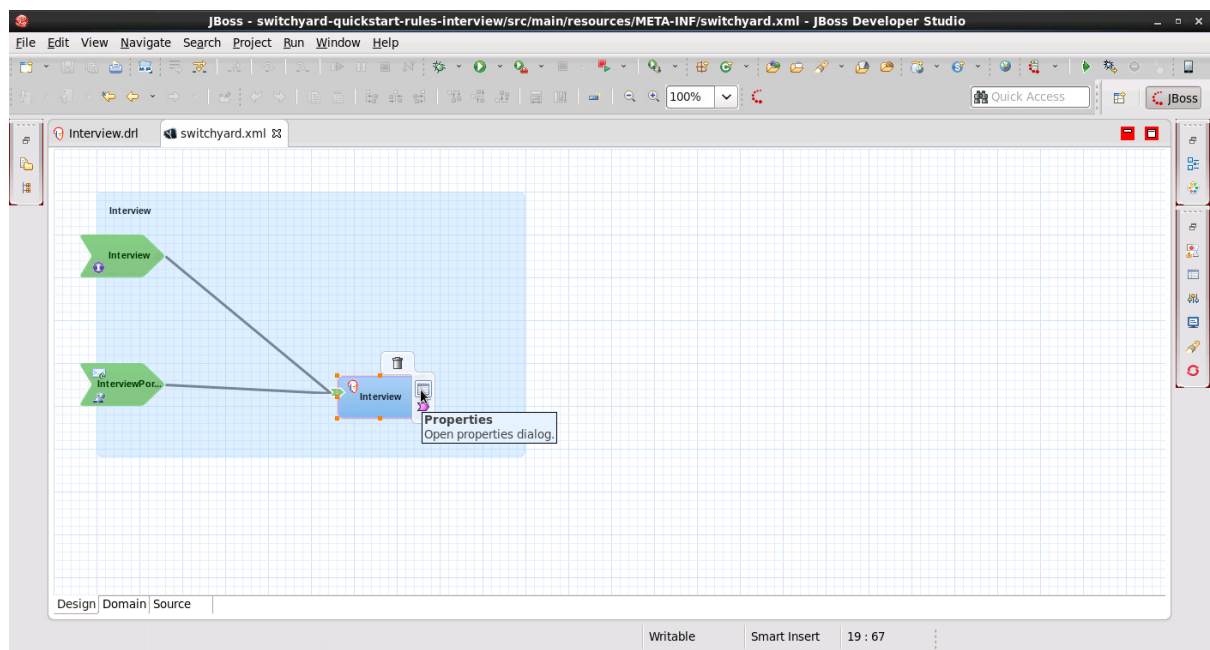 JBoss - switchyard-quickstart-rules-interview/src/main/resources/META-INF/switchyard.xml - JBoss Developer Studio
File Edit View Navigate Search Project Run Window Help
100%
Quick Access
JBoss
Interview.drl
switchyard.xml
Interview
Interview
InterviewPor...
Interview
Properties
Open properties dialog.
Design Domain Source
Writable Smart Insert 19 : 67